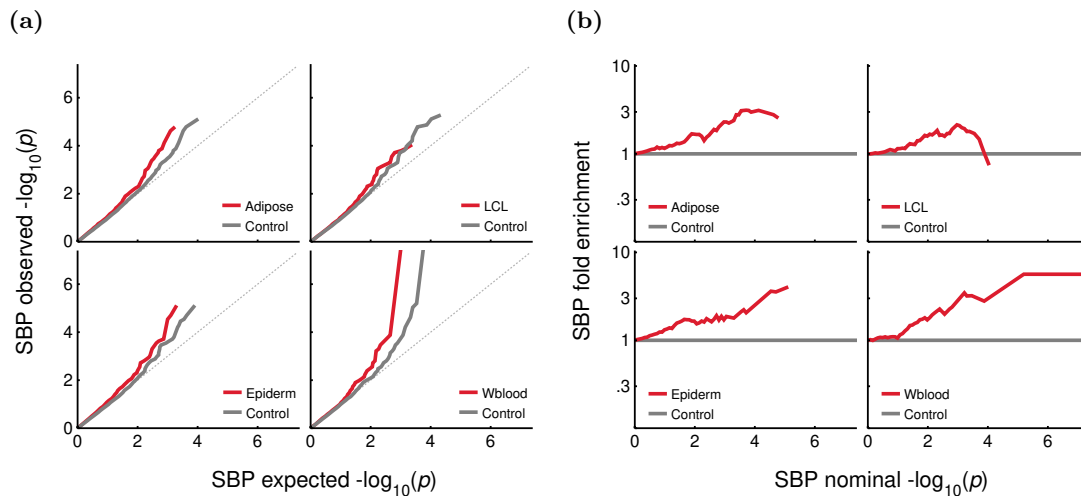 (a)
(b)
SBP observed -log10(p)
6
4
2
0
Adipose
Control
LCL
Control
6
4
2
0
Epiderm
Control
Wblood
Control
0 2 4 6
0 2 4 6
SBP expected -log10(p)
SBP fold enrichment
10
3
1
.3
Adipose
Control
LCL
Control
10
3
1
.3
Epiderm
Control
Wblood
Control
0 2 4 6
0 2 4 6
SBP nominal -log10(p)